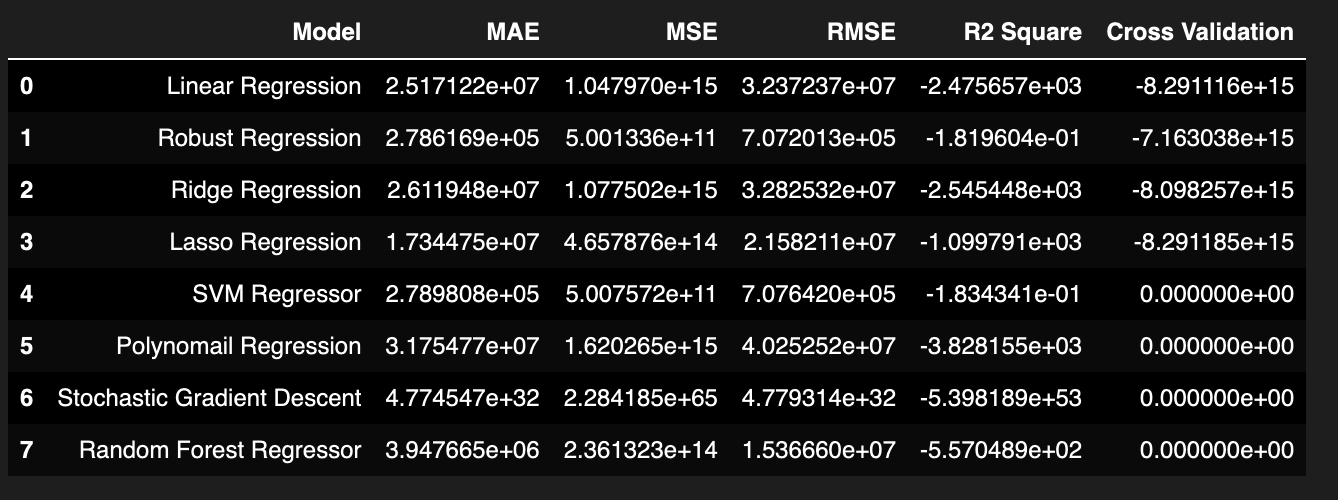 Model MAE MSE RMSE R2 Square Cross Validation
0 Linear Regression 2.517122e+07 1.047970e+15 3.237237e+07 -2.475657e+03 -8.291116e+15
1 Robust Regression 2.786169e+05 5.001336e+11 7.072013e+05 -1.819604e-01 -7.163038e+15
2 Ridge Regression 2.611948e+07 1.077502e+15 3.282532e+07 -2.545448e+03 -8.098257e+15
3 Lasso Regression 1.734475e+07 4.657876e+14 2.158211e+07 -1.099791e+03 -8.291185e+15
4 SVM Regressor 2.789808e+05 5.007572e+11 7.076420e+05 -1.834341e-01 0.000000e+00
5 Polynomail Regression 3.175477e+07 1.620265e+15 4.025252e+07 -3.828155e+03 0.000000e+00
6 Stochastic Gradient Descent 4.774547e+32 2.284185e+65 4.779314e+32 -5.398189e+53 0.000000e+00
7 Random Forest Regressor 3.947665e+06 2.361323e+14 1.536660e+07 -5.570489e+02 0.000000e+00